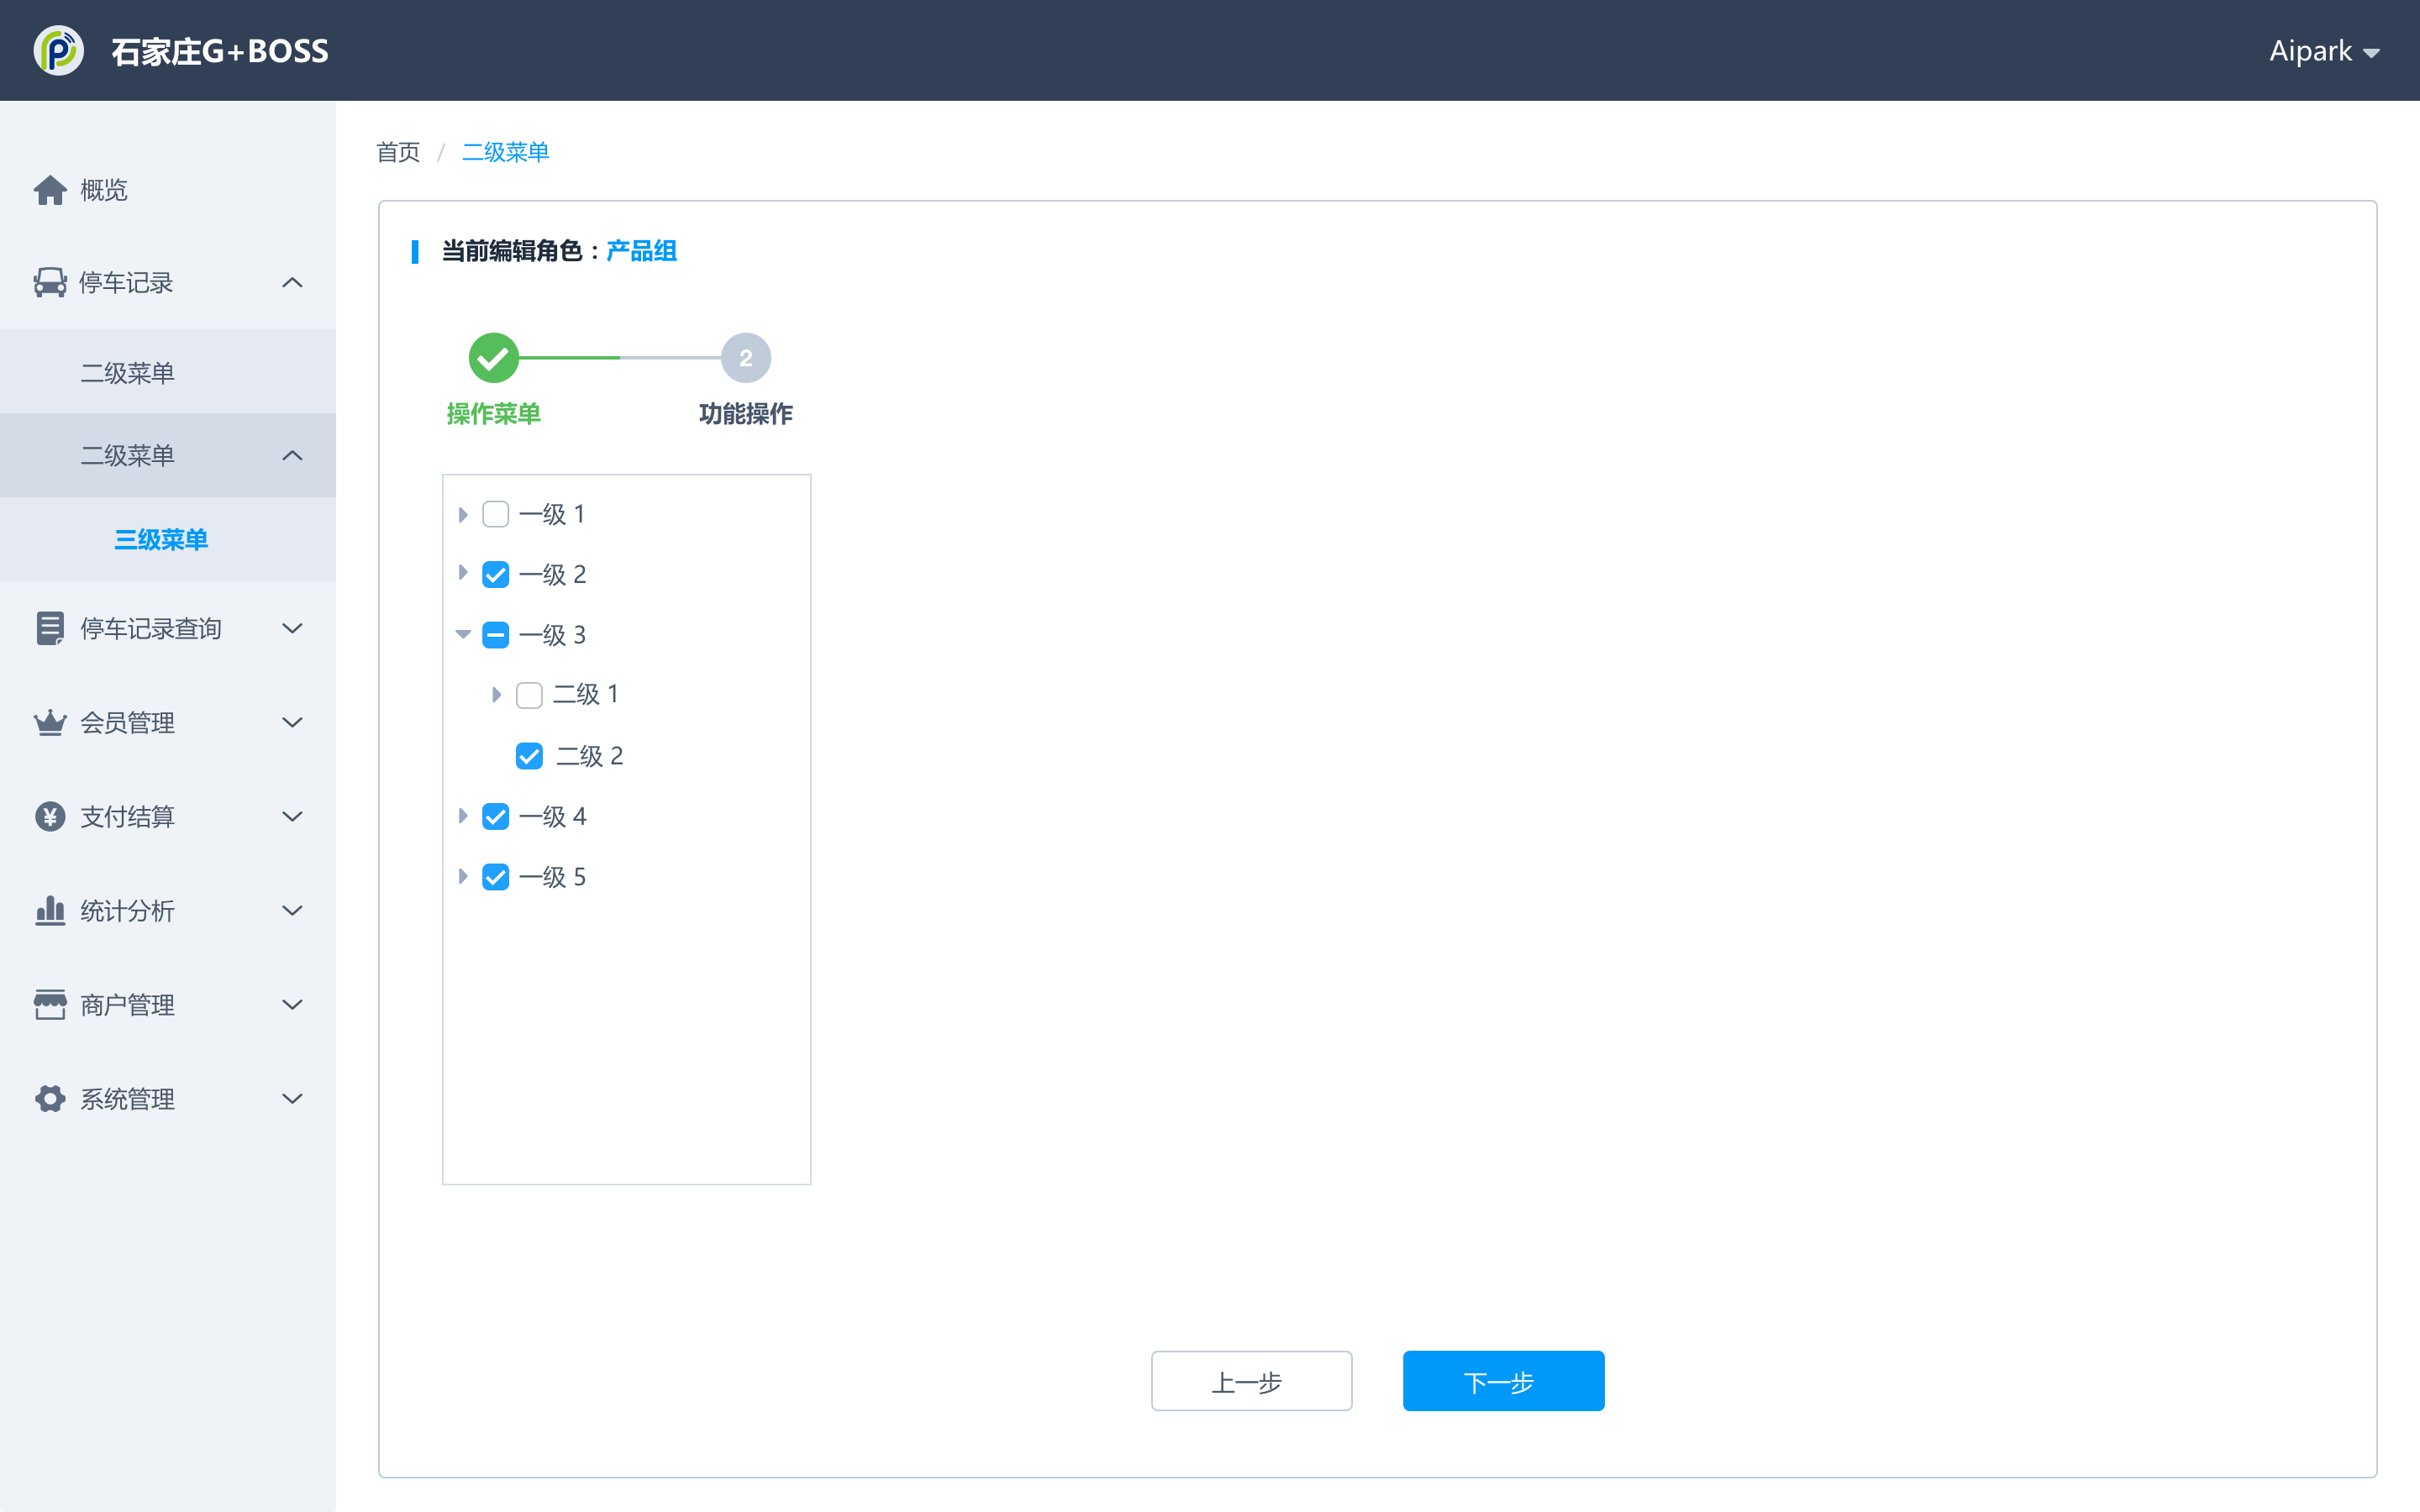 石家庄G+BOSS
Aipark
首页 / 二级菜单
概览
停车记录
二级菜单
二级菜单
三级菜单
停车记录查询
会员管理
支付结算
统计分析
商户管理
系统管理
当前编辑角色：产品组
2
操作菜单
功能操作
一级 1
一级 2
一级 3
二级 1
二级 2
一级 4
一级 5
上一步
下一步